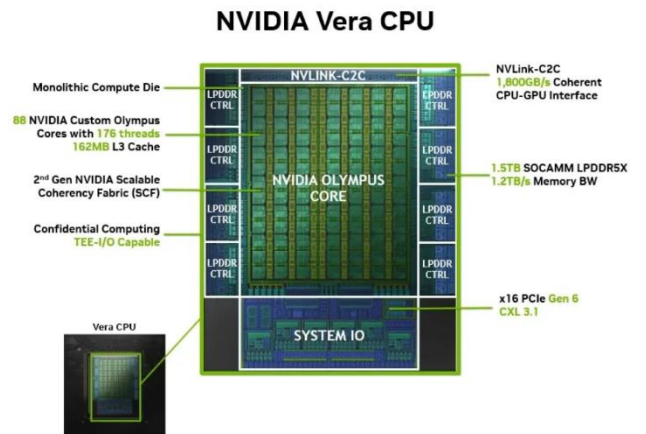 NVIDIA Vera CPU
NVLINK-C2C
Monolithic Compute Die
88 NVIDIA Custom Olympus
Cores with 176 threads
162MB L3 Cache
2nd Gen NVIDIA Scalable
Coherency Fabric (SCF)
Confidential Computing
TEE-I/O Capable
LPDDR
CTRL
LPDDR
CTRL
LPDDR
CTRL
LPDDR
CTRL
NVIDIA OLYMPUS
CORE
LPDDR
CTRL
LPDDR
CTRL
LPDDR
CTRL
LPDDR
CTRL
NVLink-C2C
1,800GB/s Coherent
CPU-GPU Interface
1.5TB SOCAMM LPDDR5X
1.2TB/s Memory BW
x16 PCIe Gen 6
CXL 3.1
SYSTEM IO
Vera CPU